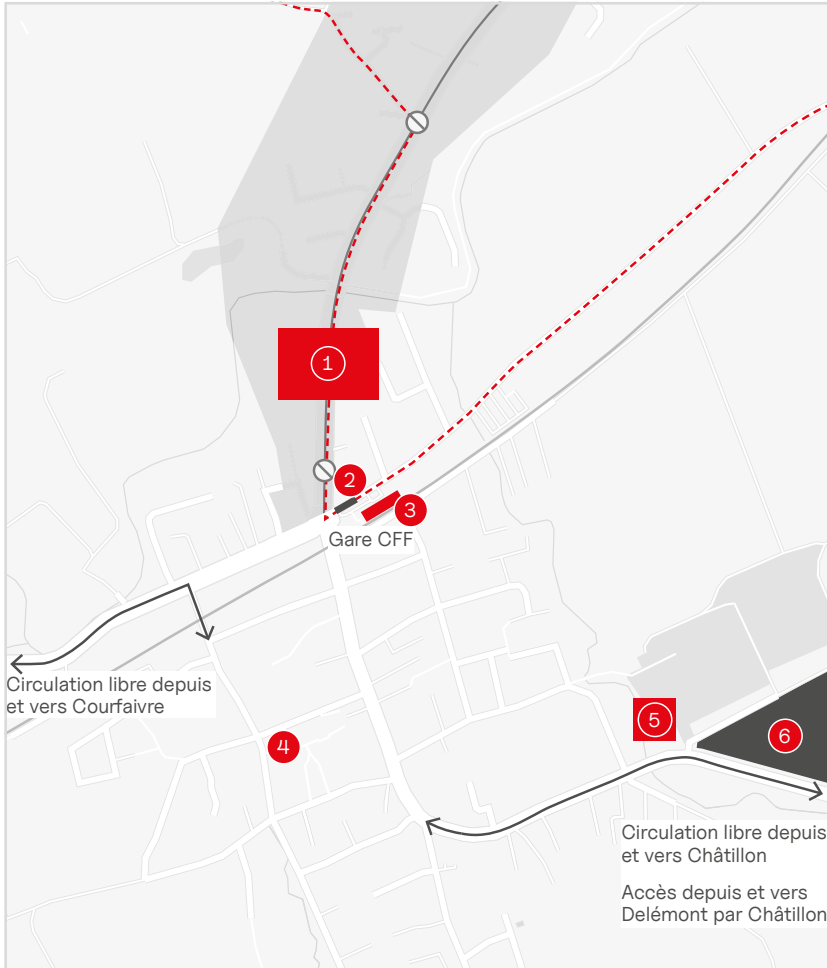 1
2
3
Gare CFF
Circulation libre depuis
et vers Courfaivre
5
6
4
Circulation libre depuis
et vers Châtillon
Accès depuis et vers
Delémont par Châtillon